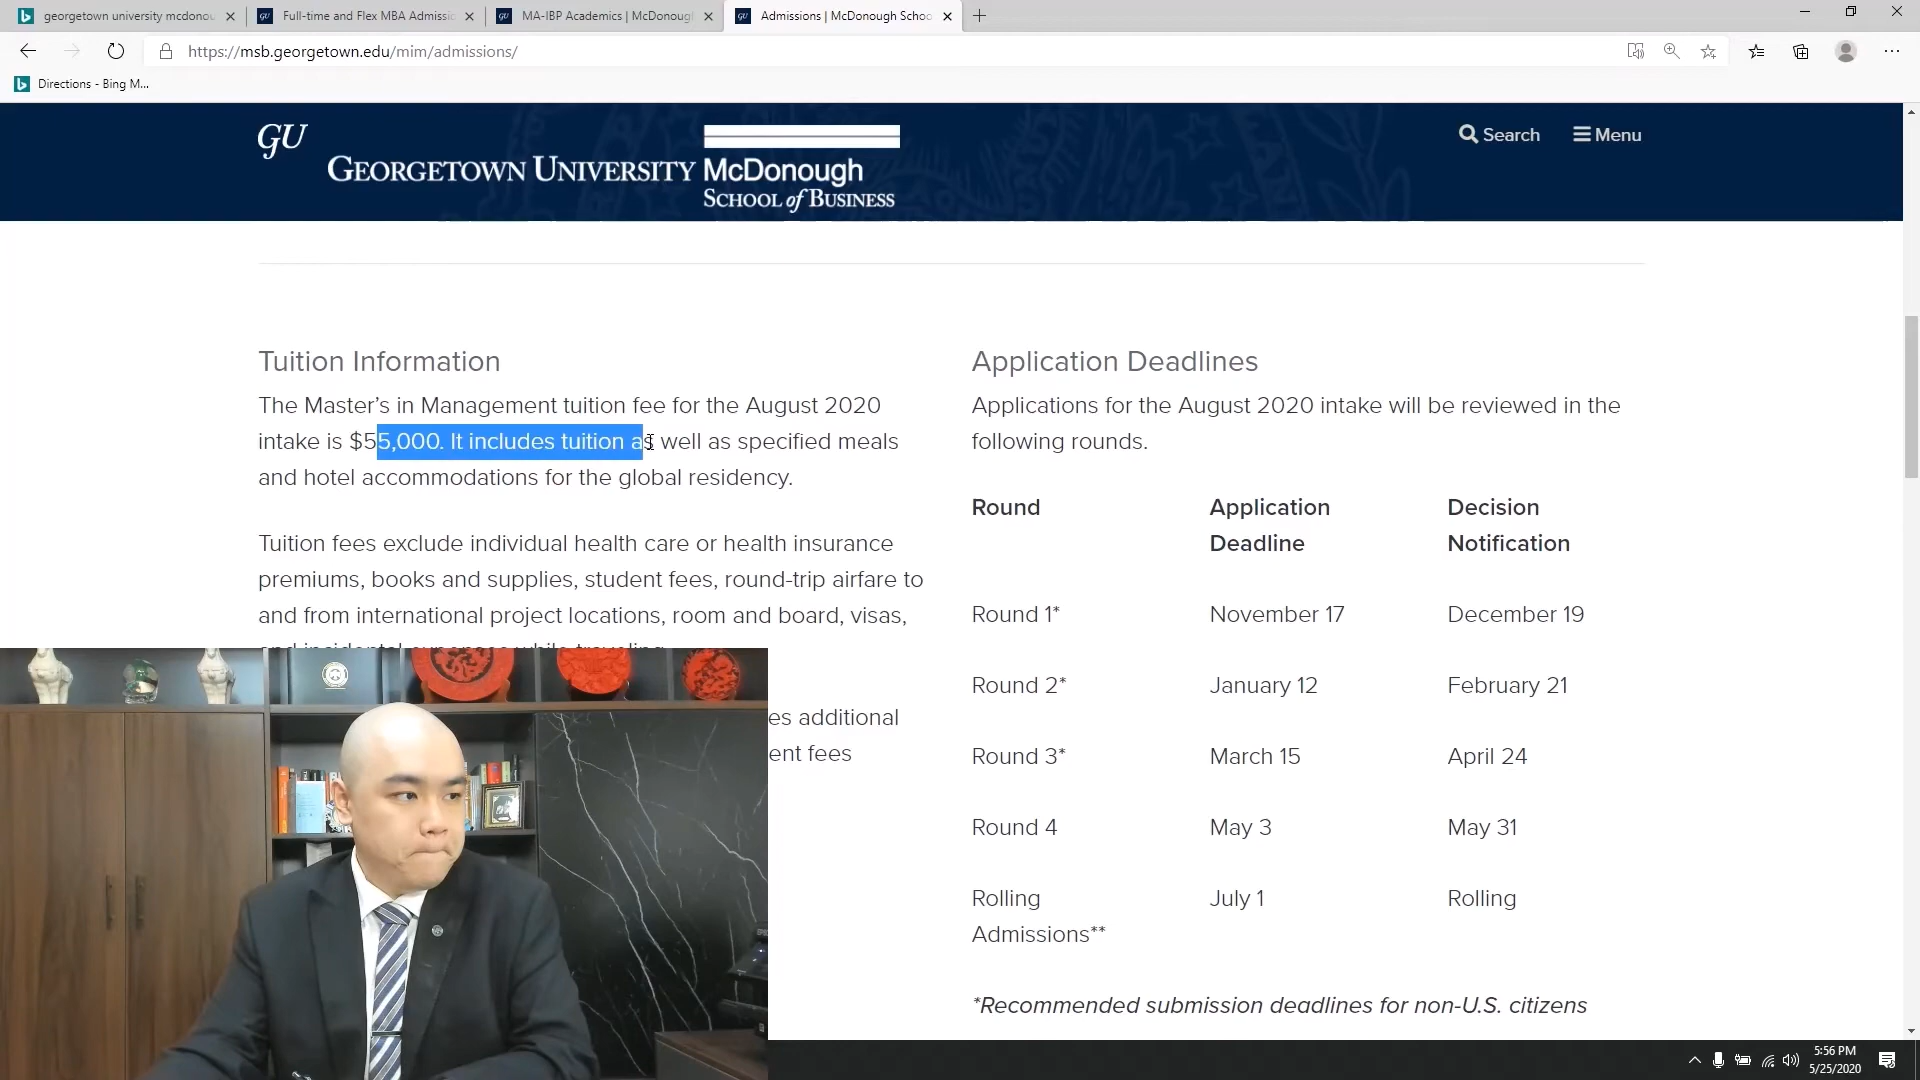 georgetown university mcdonou
Full-time and Flex MBA Admissi
MA-IBP Academics | McDonoug
Admissions | McDonough Schoo
https://msb.georgetown.edu/mim/admissions/
Directions - Bing M...
GU
GEORGETOWN UNIVERSITY
McDonough
SCHOOL of BUSINESS
Search
Menu
Tuition Information
The Master’s in Management tuition fee for the August 2020
intake is $55,000. It includes tuition as well as specified meals
and hotel accommodations for the global residency.
Tuition fees exclude individual health care or health insurance
premiums, books and supplies, student fees, round-trip airfare to
and from international project locations, room and board, visas,
and incidental expenses while traveling.
es additional
ent fees
Application Deadlines
Applications for the August 2020 intake will be reviewed in the
following rounds.
Round
Application
Deadline
Decision
Notification
Round 1* November 17 December 19
Round 2* January 12 February 21
Round 3* March 15 April 24
Round 4 May 3 May 31
Rolling July 1 Rolling
Admissions**
*Recommended submission deadlines for non-U.S. citizens
5:56 PM
5/25/2020